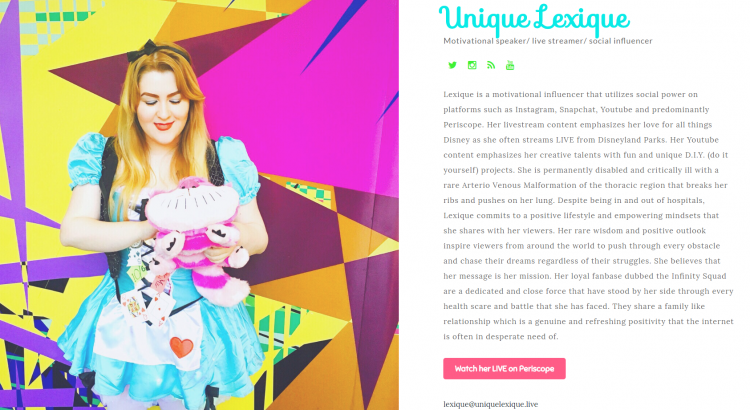 Unique Lexique
Motivational speaker/ live streamer/ social influencer
Lexique is a motivational influencer that utilizes social power on
platforms such as Instagram, Snapchat, Youtube and predominantly
Periscope. Her livestream content emphasizes her love for all things
Disney as she often streams LIVE from Disneyland Parks. Her Youtube
content emphasizes her creative talents with fun and unique D.I.Y. (do it
yourself) projects. She is permanently disabled and critically ill with a
rare Arterio Venous Malformation of the thoracic region that breaks her
ribs and pushes on her lung. Despite being in and out of hospitals,
Lexique commits to a positive lifestyle and empowering mindsets that
she shares with her viewers. Her rare wisdom and positive outlook
inspire viewers from around the world to push through every obstacle
and chase their dreams regardless of their struggles. She believes that
her message is her mission. Her loyal fanbase dubbed the Infinity Squad
are a dedicated and close force that have stood by her side through every
health scare and battle that she has faced. They share a family like
relationship which is a genuine and refreshing positivity that the internet
is often in desperate need of.
Watch her LIVE on Periscope
lexique@uniquelexique.live